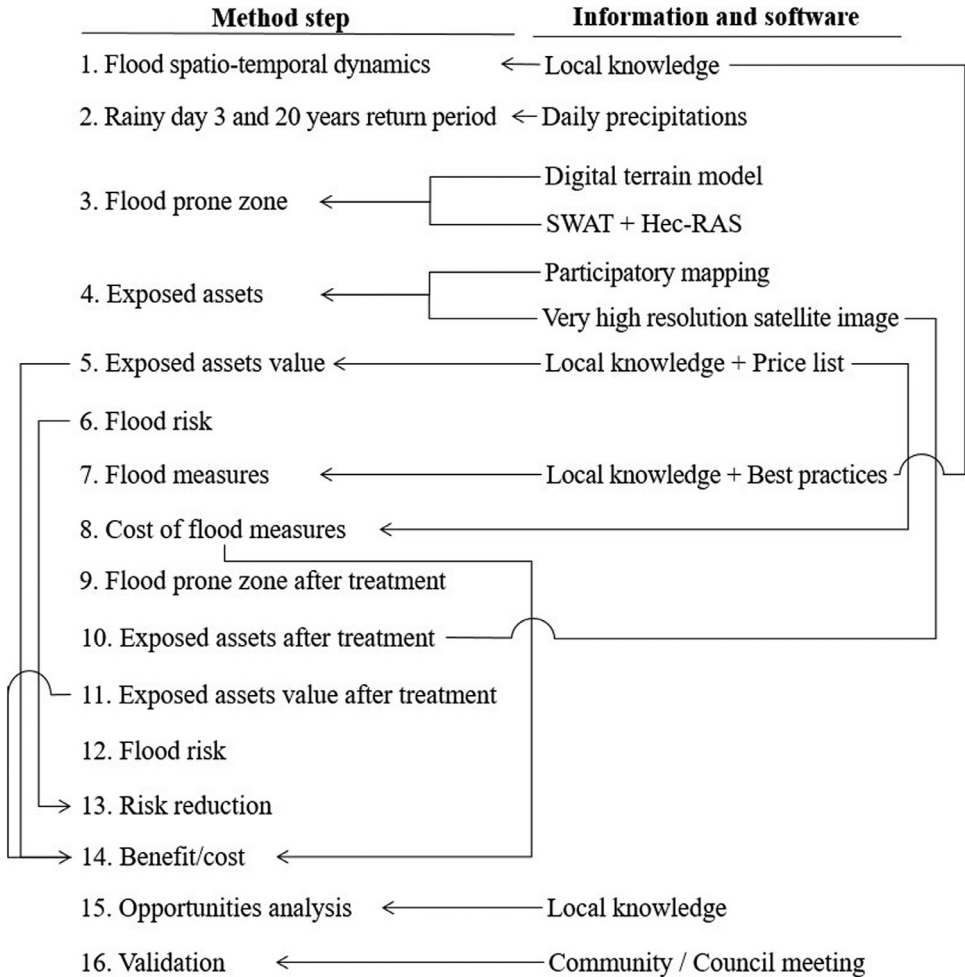 Method step Information and software
1. Flood spatio-temporal dynamics Local knowledge
2. Rainy day 3 and 20 years return period Daily precipitations
Digital terrain model
3. Flood prone zone
SWAT + Hec-RAS
Participatory mapping
4. Exposed assets
Very high resolution satellite image
5. Exposed assets value Local knowledge + Price list
6. Flood risk
7. Flood measures Local knowledge + Best practices
8. Cost of flood measures
9. Flood prone zone after treatment
10. Exposed assets after treatment
11. Exposed assets value after treatment
12. Flood risk
13. Risk reduction
14. Benefit/cost
15. Opportunities analysis Local knowledge
16. Validation Community / Council meeting